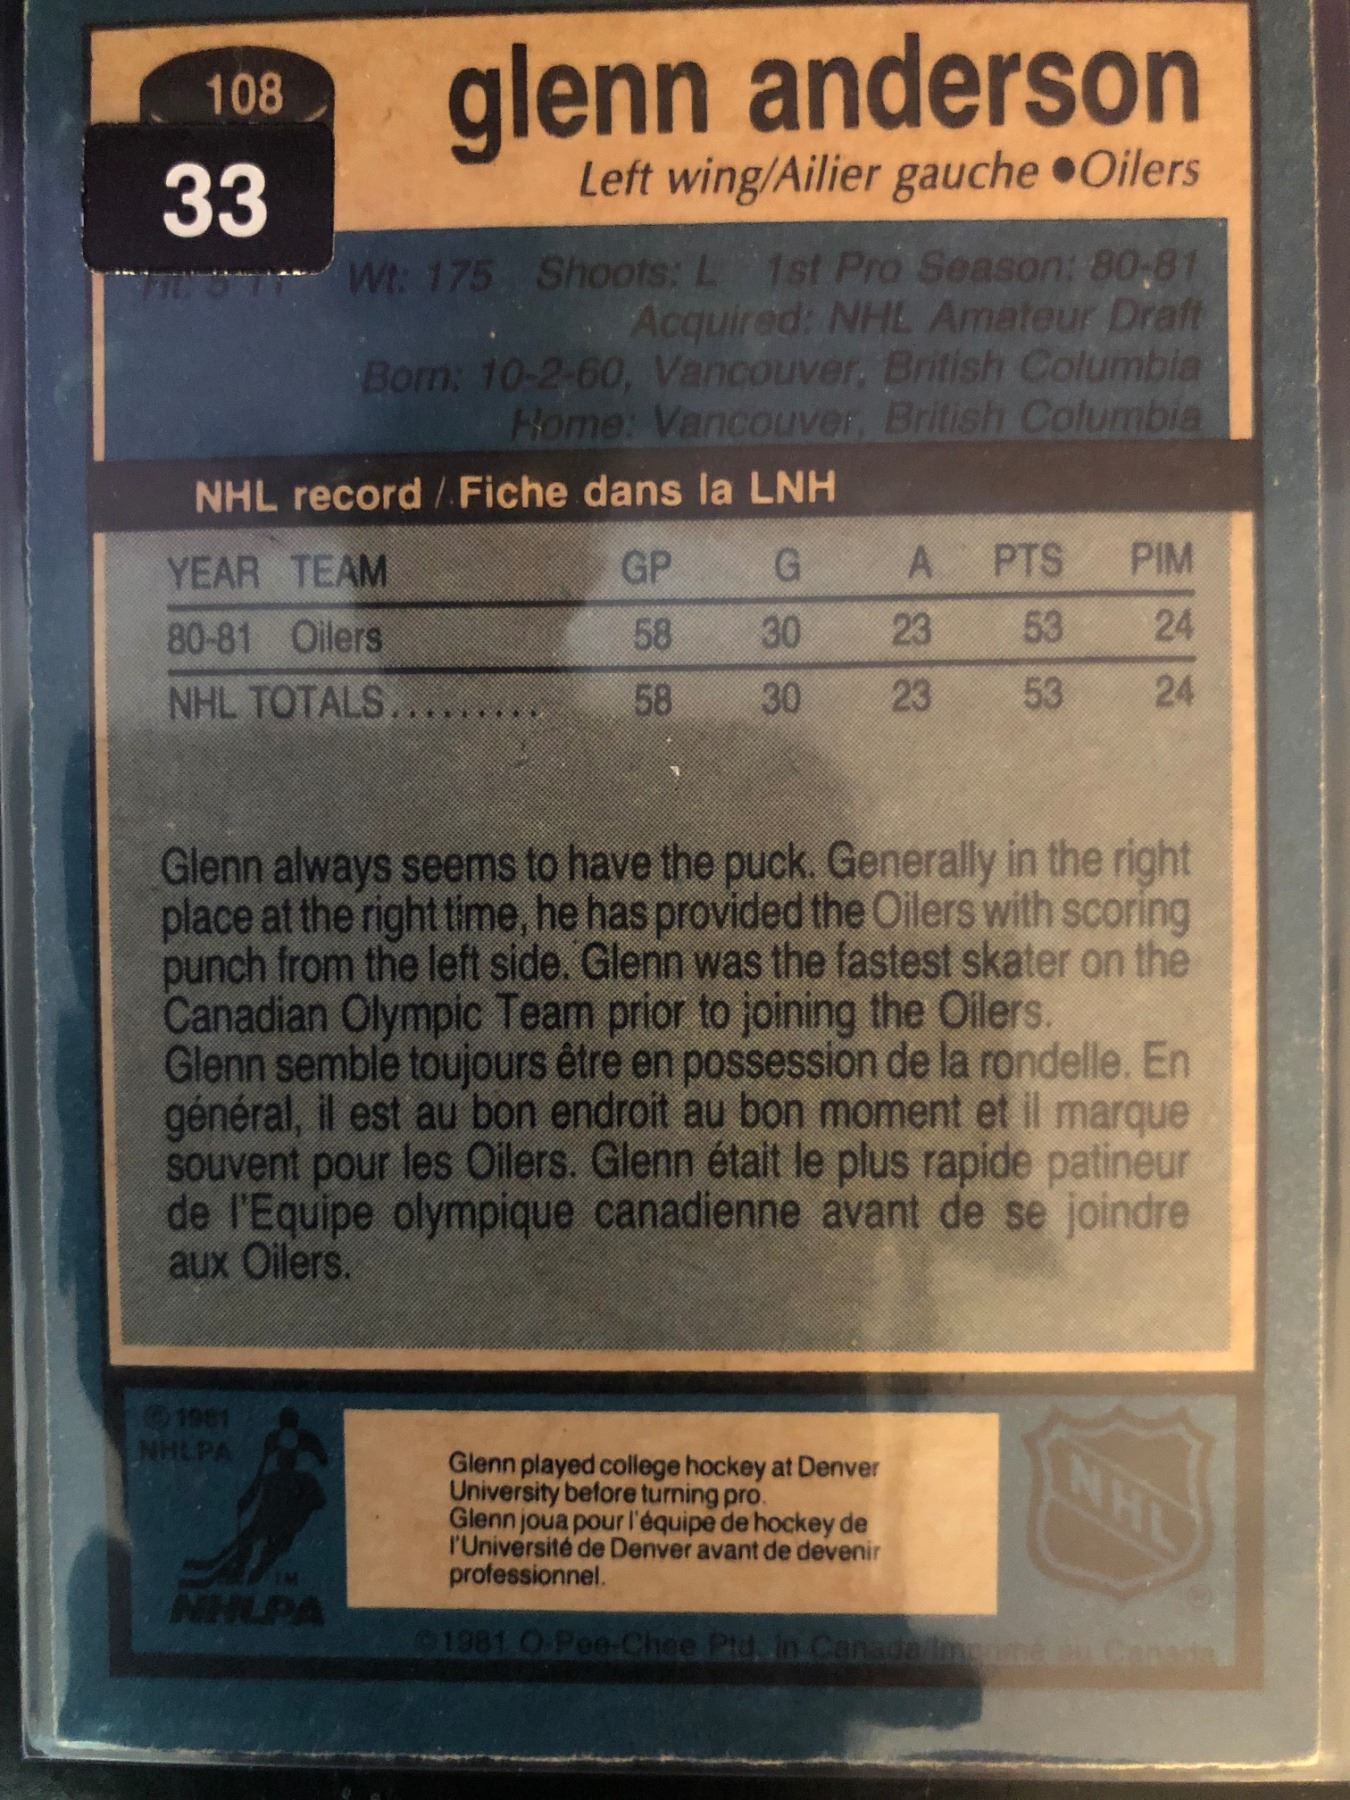 108
33
glenn anderson
Left wing/Ailier gauche ●Oilers
Ht: 5'11" Wt: 175 Shoots: L 1st Pro Season: 80-81
Acquired: NHL Amateur Draft
Born: 10-2-60, Vancouver, British Columbia
Home: Vancouver, British Columbia
NHL record / Fiche dans la LNH
YEAR TEAM GP G A PTS PIM
80-81 Oilers 58 30 23 53 24
NHL TOTALS.......... 58 30 23 53 24
Glenn always seems to have the puck. Generally in the right
place at the right time, he has provided the Oilers with scoring
punch from the left side. Glenn was the fastest skater on the
Canadian Olympic Team prior to joining the Oilers.
Glenn semble toujours être en possession de la rondelle. En
général, il est au bon endroit au bon moment et il marque
souvent pour les Oilers. Glenn était le plus rapide patineur
de l'Equipe olympique canadienne avant de se joindre
aux Oilers.
© 1981
NHLPA
TM
NHLPA
Glenn played college hockey at Denver
University before turning pro.
Glenn joua pour l'équipe de hockey de
l'Université de Denver avant de devenir
professionnel.
NHL
©1981 O-Pee-Chee Ptd. in Canada/Imprimé au Canada